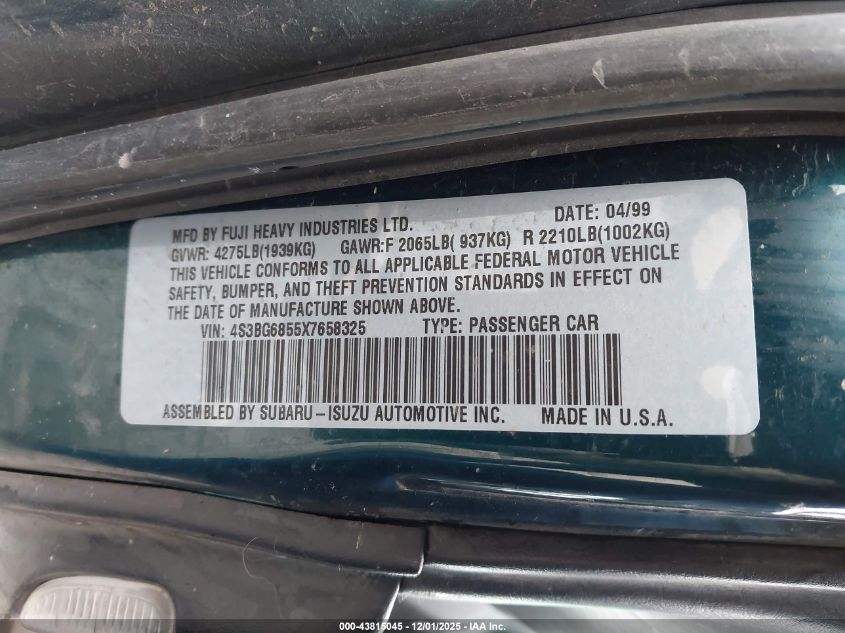 MFD BY FUJI HEAVY INDUSTRIES LTD. DATE: 04/99
GVWR: 4275LB(1939KG) GAWR:F 2065LB( 937KG) R 2210LB(1002KG)
THIS VEHICLE CONFORMS TO ALL APPLICABLE FEDERAL MOTOR VEHICLE
SAFETY, BUMPER, AND THEFT PREVENTION STANDARDS IN EFFECT ON
THE DATE OF MANUFACTURE SHOWN ABOVE.
VIN: 4S3BG6855X7658325 TYPE: PASSENGER CAR
ASSEMBLED BY SUBARU-ISUZU AUTOMOTIVE INC. MADE IN U.S.A.
000-43815045 - 12/01/2025 - IAA, Inc.